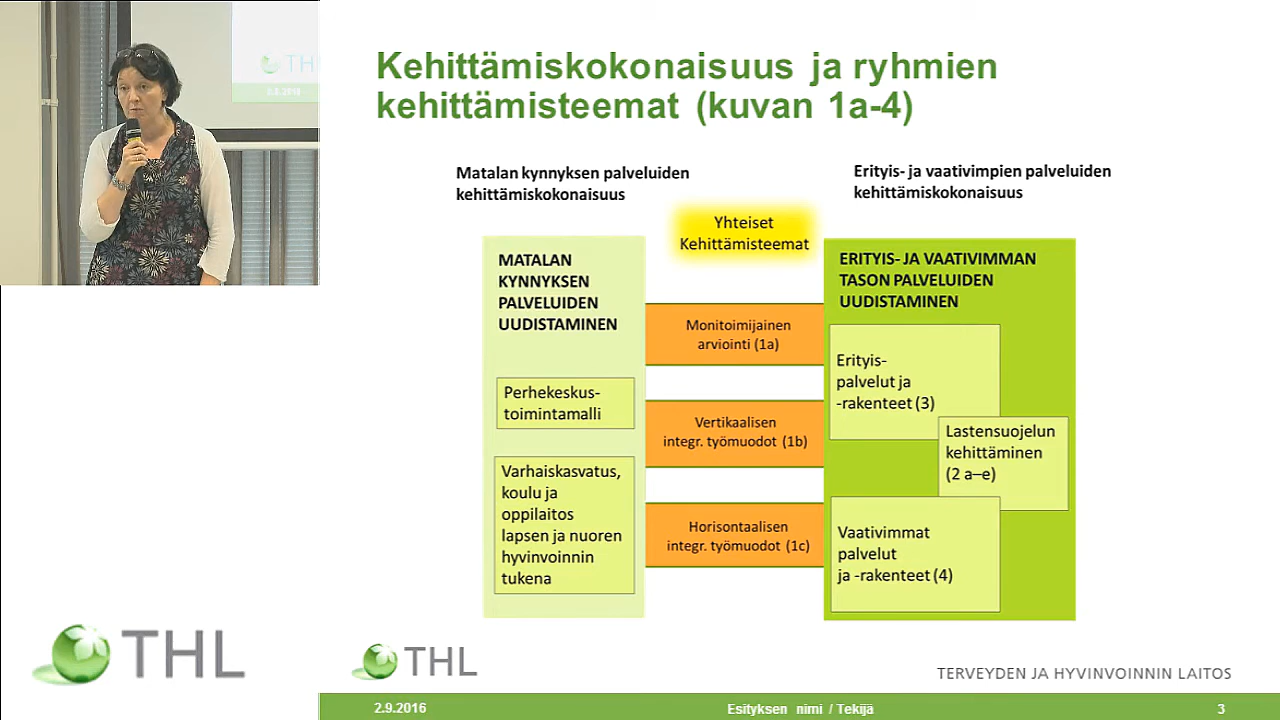 THL
2.9.2016
Kehittämiskokonaisuus ja ryhmien
kehittämisteemat (kuvan 1a-4)
Matalan kynnyksen palveluiden
kehittämiskokonaisuus
Erityis- ja vaativimpien palveluiden
kehittämiskokonaisuus
Yhteiset
Kehittämisteemat
MATALAN
KYNNYKSEN
PALVELUIDEN
UUDISTAMINEN
Perhekeskus-
toimintamalli
Varhaiskasvatus,
koulu ja
oppilaitos
lapsen ja nuoren
hyvinvoinnin
tukena
Monitoimijainen
arviointi (1a)
Vertikaalisen
integr. työmuodot (1b)
Horisontaalisen
integr. työmuodot (1c)
ERITYIS- JA VAATIVIMMAN
TASON PALVELUIDEN
UUDISTAMINEN
Erityis-
palvelut ja
-rakenteet (3)
Lastensuojelun
kehittäminen
(2 a–e)
Vaativimmat
palvelut
ja -rakenteet (4)
THL
THL
TERVEYDEN JA HYVINVOINNIN LAITOS
2.9.2016
Esityksen nimi / Tekijä
3